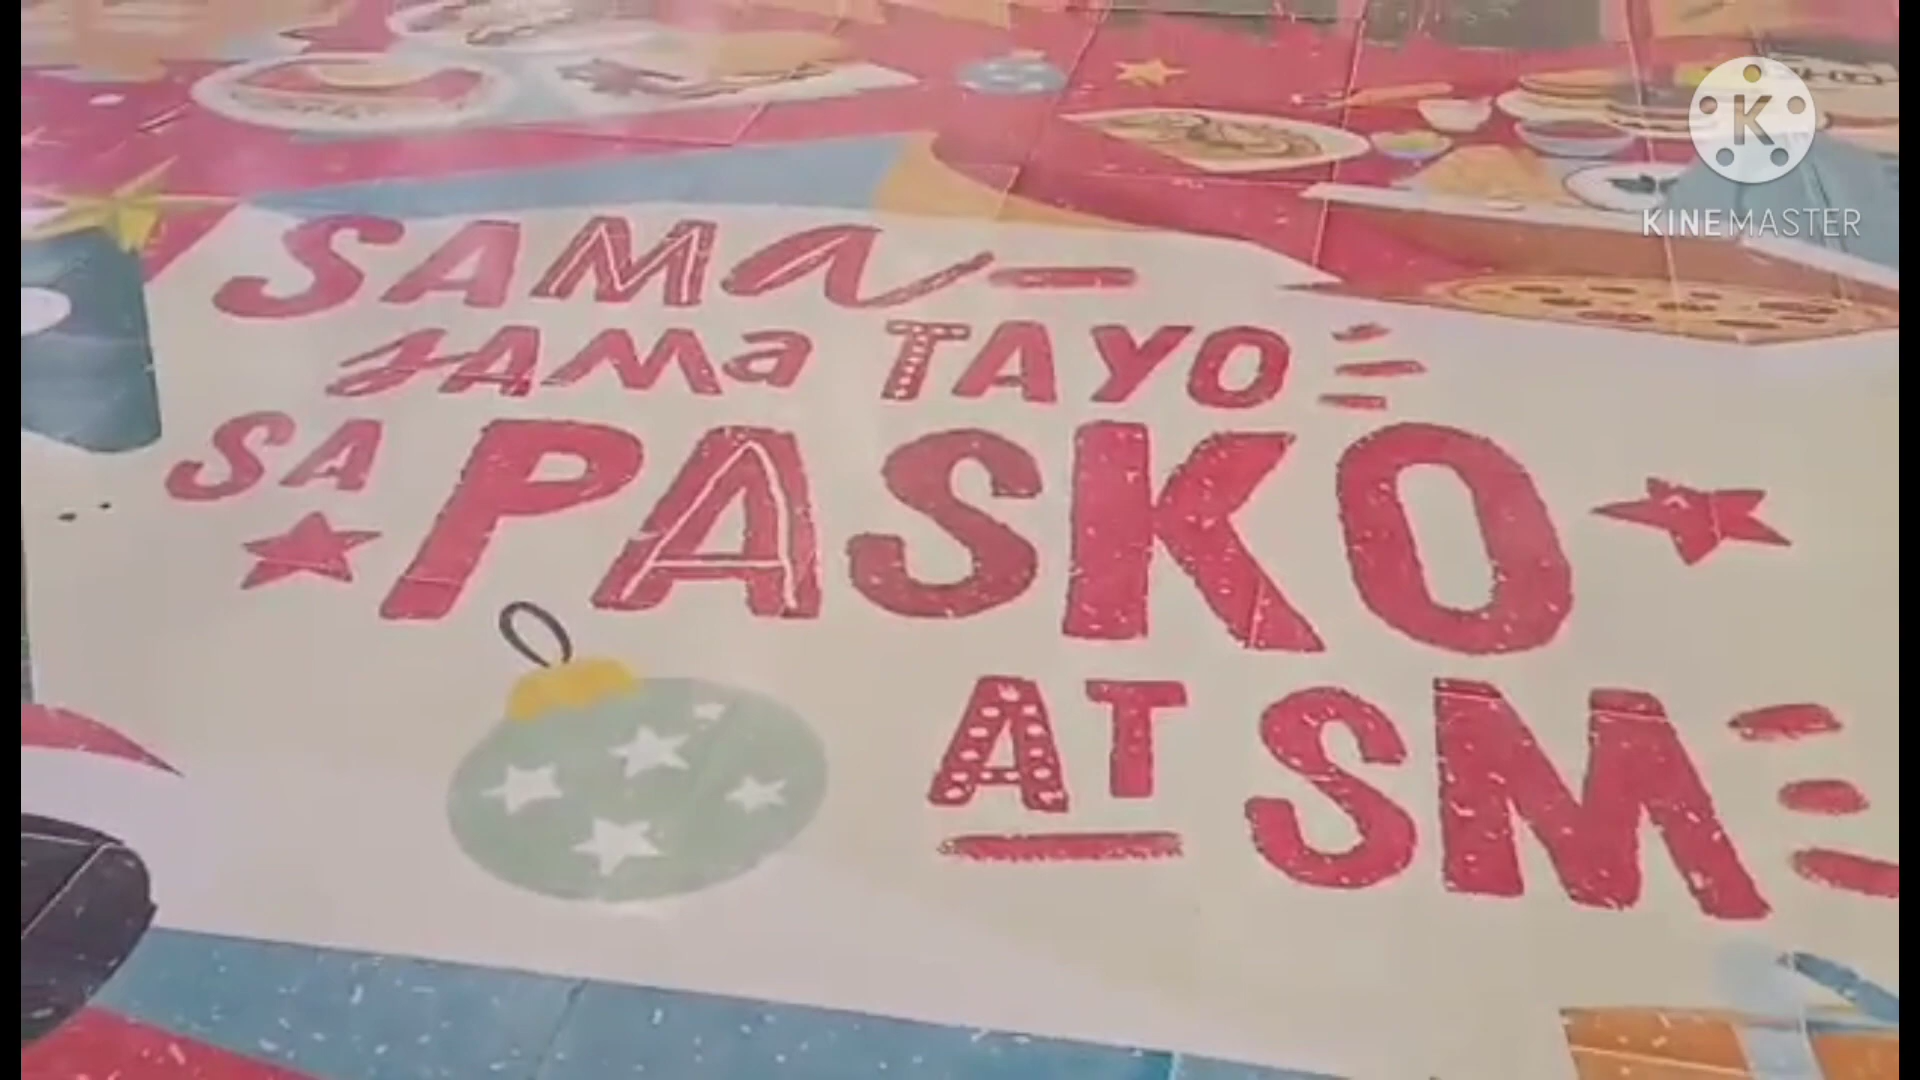 K
KINEMASTER
SAMA-
SAMA TAYO
SA PASKO
AT SM